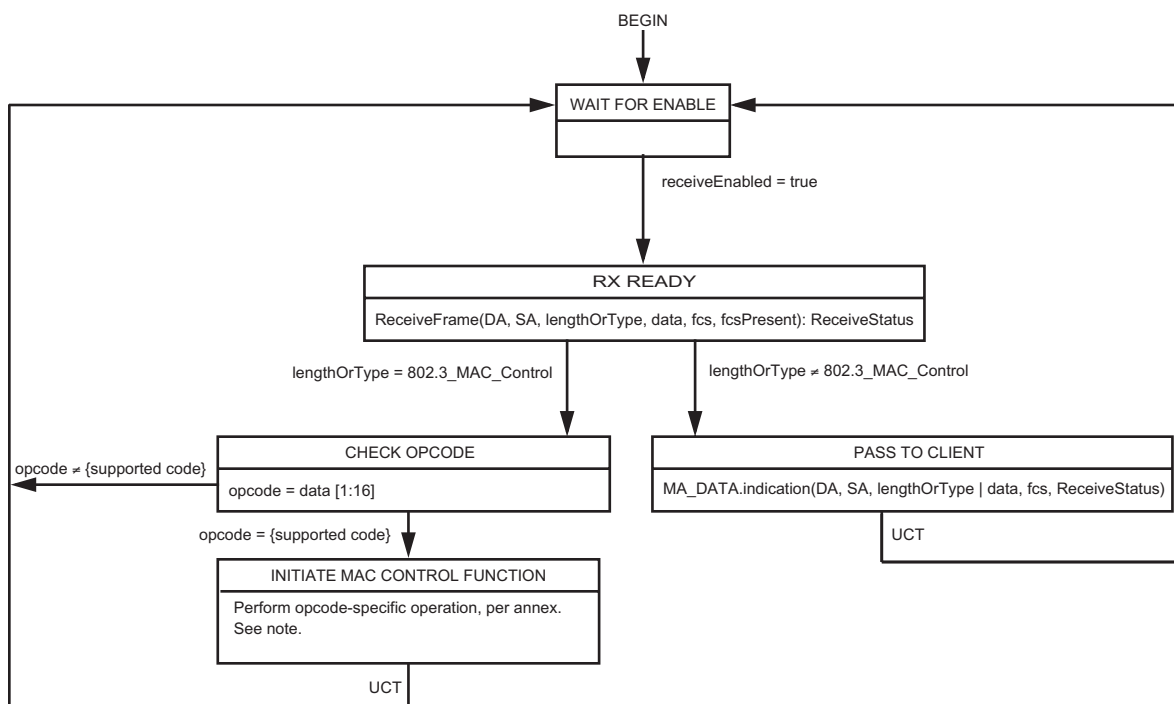 BEGIN
WAIT FOR ENABLE
receiveEnabled = true
RX READY
ReceiveFrame(DA, SA, lengthOrType, data, fcs, fcsPresent): ReceiveStatus
lengthOrType = 802.3_MAC_Control
lengthOrType ≠ 802.3_MAC_Control
CHECK OPCODE
PASS TO CLIENT
opcode ≠ {supported code}
opcode = data [1:16]
MA_DATA.indication(DA, SA, lengthOrType | data, fcs, ReceiveStatus)
opcode = {supported code}
UCT
INITIATE MAC CONTROL FUNCTION
Perform opcode-specific operation, per annex.
See note.
UCT